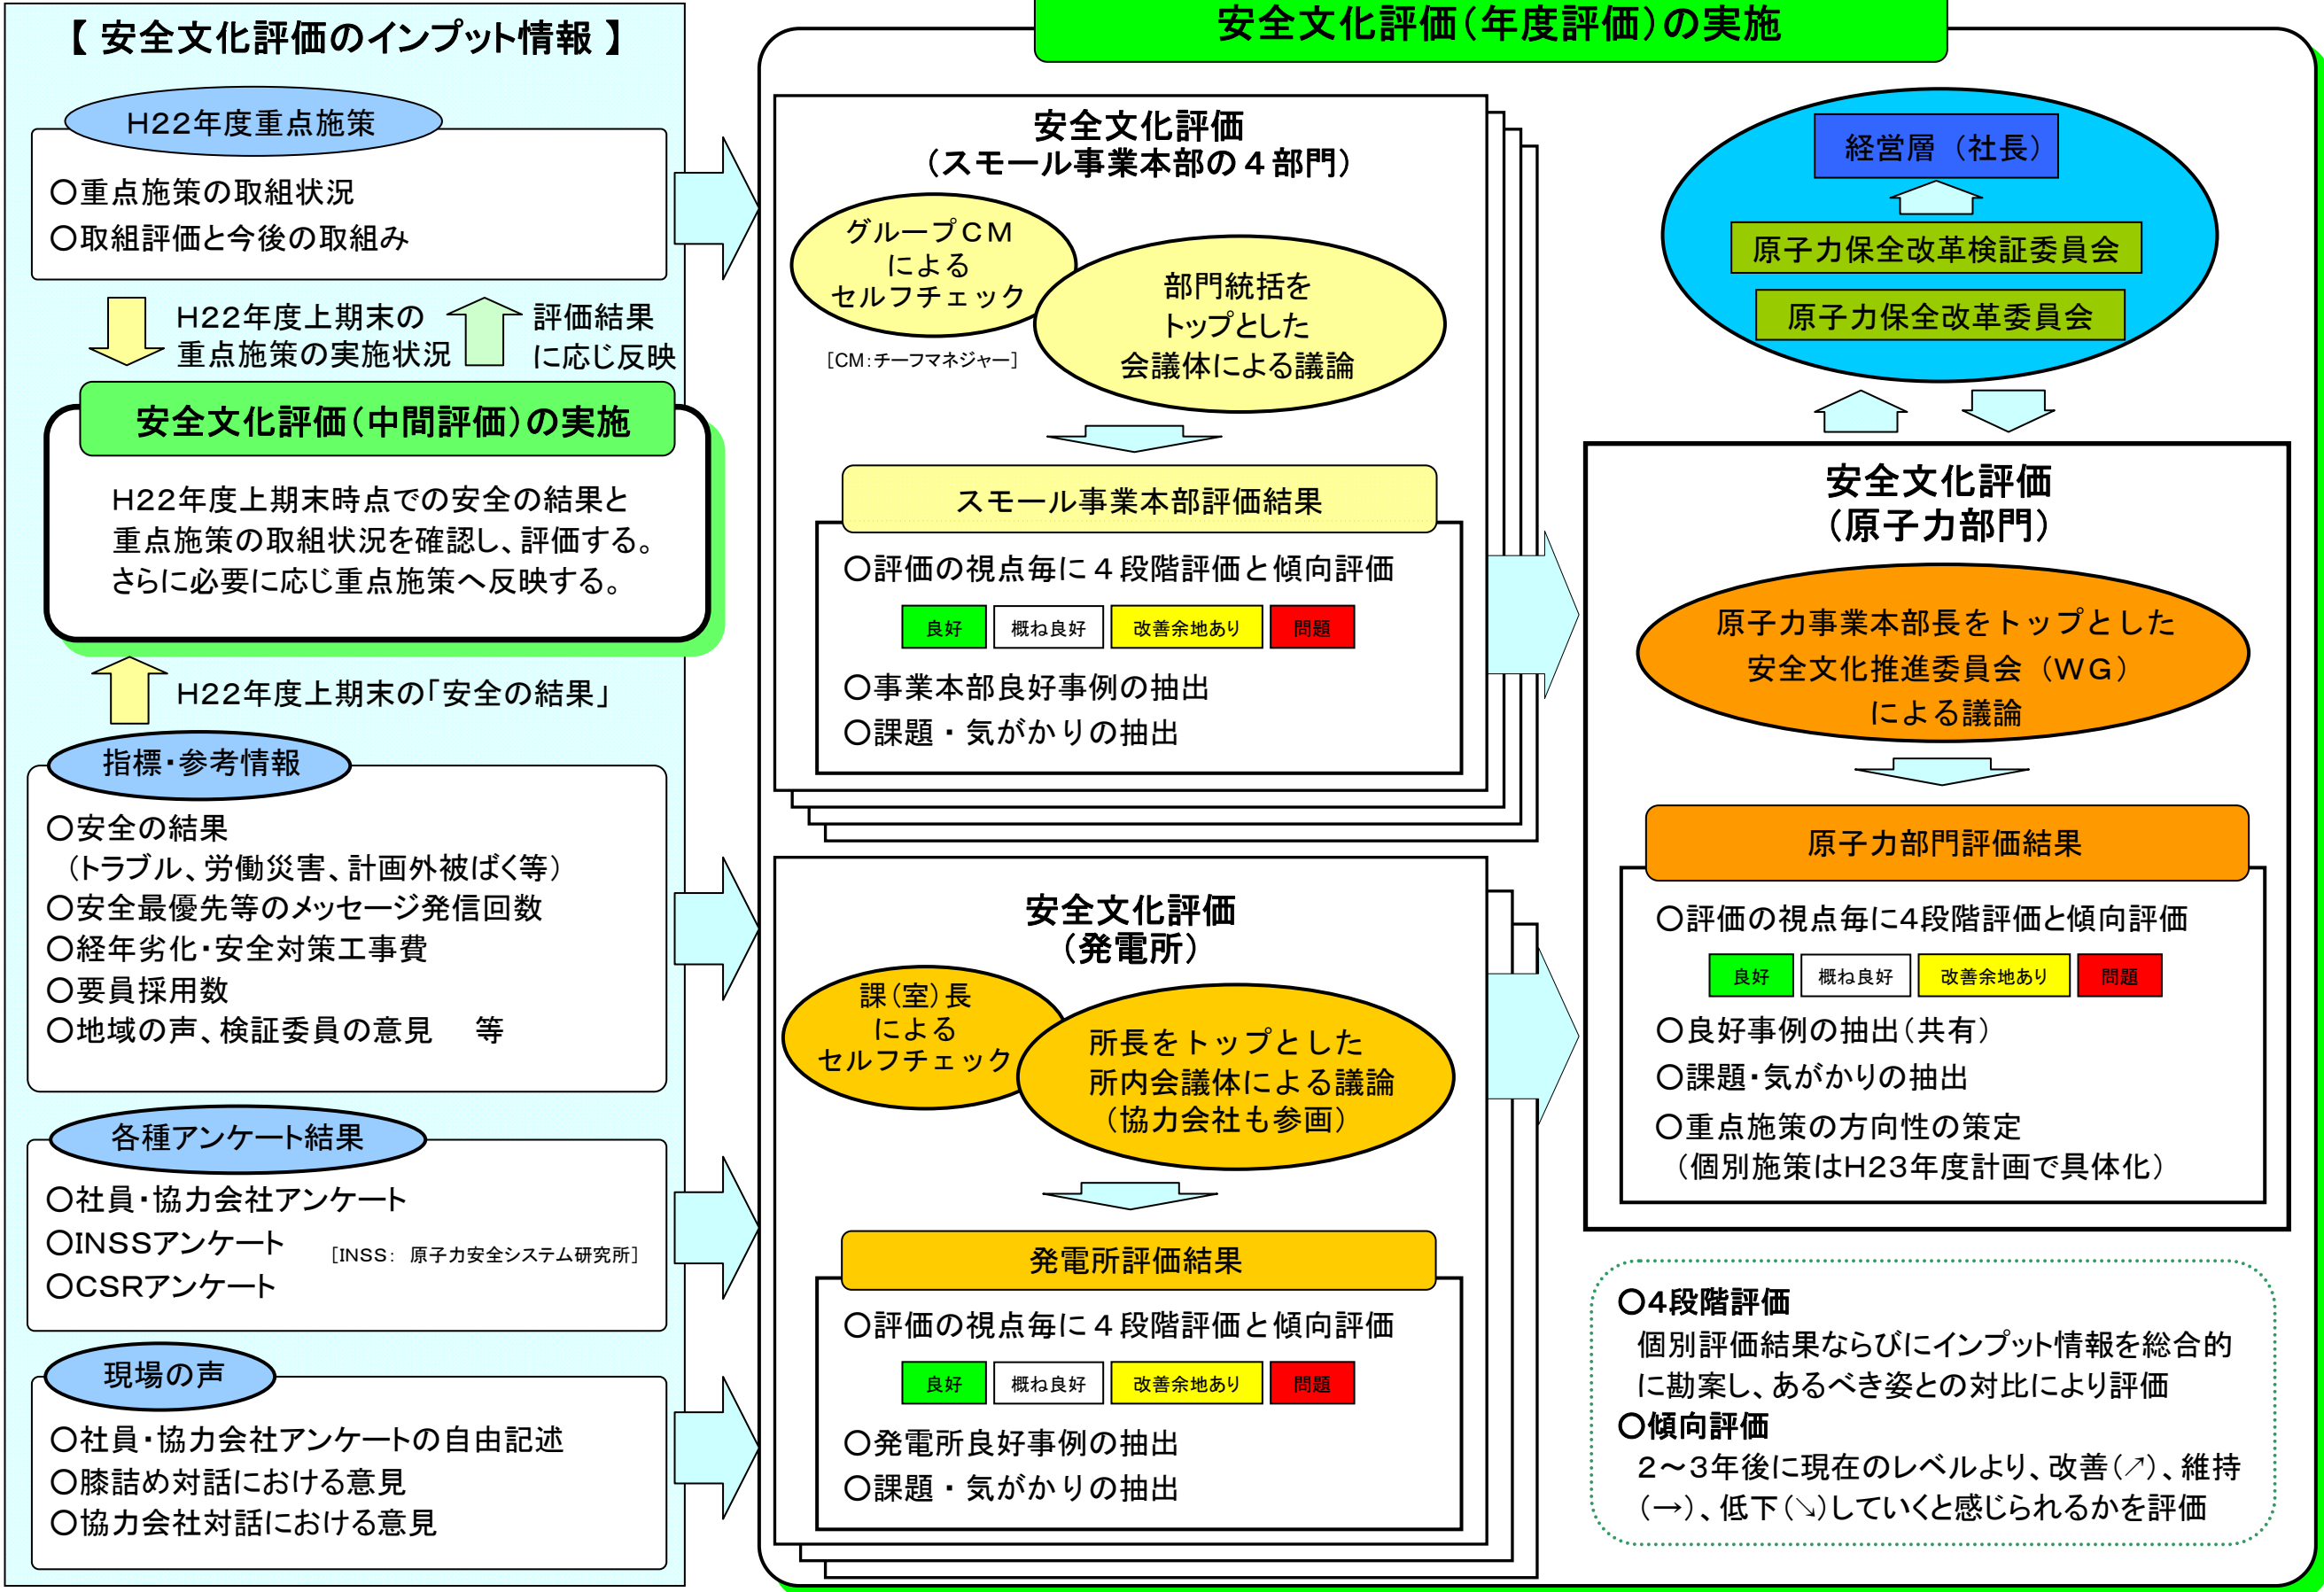 【 安全文化評価のインプット情報 】
H22年度重点施策
○重点施策の取組状況
○取組評価と今後の取組み
H22年度上期末の
重点施策の実施状況
評価結果
に応じ反映
安全文化評価(中間評価)の実施
H22年度上期末時点での安全の結果と
重点施策の取組状況を確認し、評価する。
さらに必要に応じ重点施策へ反映する。
H22年度上期末の「安全の結果」
指標・参考情報
○安全の結果
(トラブル、労働災害、計画外被ばく等)
○安全最優先等のメッセージ発信回数
○経年劣化・安全対策工事費
○要員採用数
○地域の声、検証委員の意見　等
各種アンケート結果
○社員・協力会社アンケート
○INSSアンケート
[INSS: 原子力安全システム研究所]
○CSRアンケート
現場の声
○社員・協力会社アンケートの自由記述
○膝詰め対話における意見
○協力会社対話における意見
安全文化評価(年度評価)の実施
安全文化評価
(スモール事業本部の4部門)
グループCM
による
セルフチェック
[CM:チーフマネジャー]
部門統括を
トップとした
会議体による議論
スモール事業本部評価結果
○評価の視点毎に4段階評価と傾向評価
良好
概ね良好
改善余地あり
問題
○事業本部良好事例の抽出
○課題・気がかりの抽出
安全文化評価
(発電所)
課(室)長
による
セルフチェック
所長をトップとした
所内会議体による議論
(協力会社も参画)
発電所評価結果
○評価の視点毎に4段階評価と傾向評価
良好
概ね良好
改善余地あり
問題
○発電所良好事例の抽出
○課題・気がかりの抽出
経営層(社長)
原子力保全改革検証委員会
原子力保全改革委員会
安全文化評価
(原子力部門)
原子力事業本部長をトップとした
安全文化推進委員会(WG)
による議論
原子力部門評価結果
○評価の視点毎に4段階評価と傾向評価
良好
概ね良好
改善余地あり
問題
○良好事例の抽出(共有)
○課題・気がかりの抽出
○重点施策の方向性の策定
(個別施策はH23年度計画で具体化)
○4段階評価
個別評価結果ならびにインプット情報を総合的
に勘案し、あるべき姿との対比により評価
○傾向評価
2～3年後に現在のレベルより、改善(↗)、維持
(→)、低下(↘)していくと感じられるかを評価